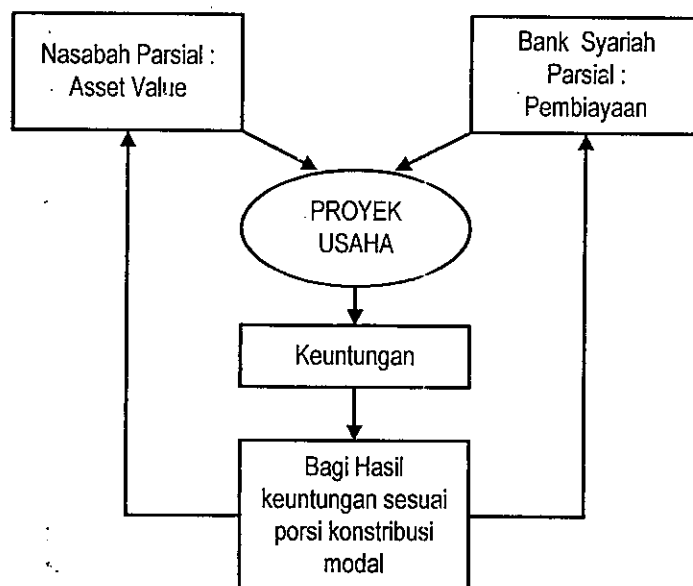 Nasabah Parsial :
Asset Value
Bank Syariah
Parsial :
Pembiayaan
PROYEK
USAHA
Keuntungan
Bagi Hasil
keuntungan sesuai
porsi konstribusi
modal